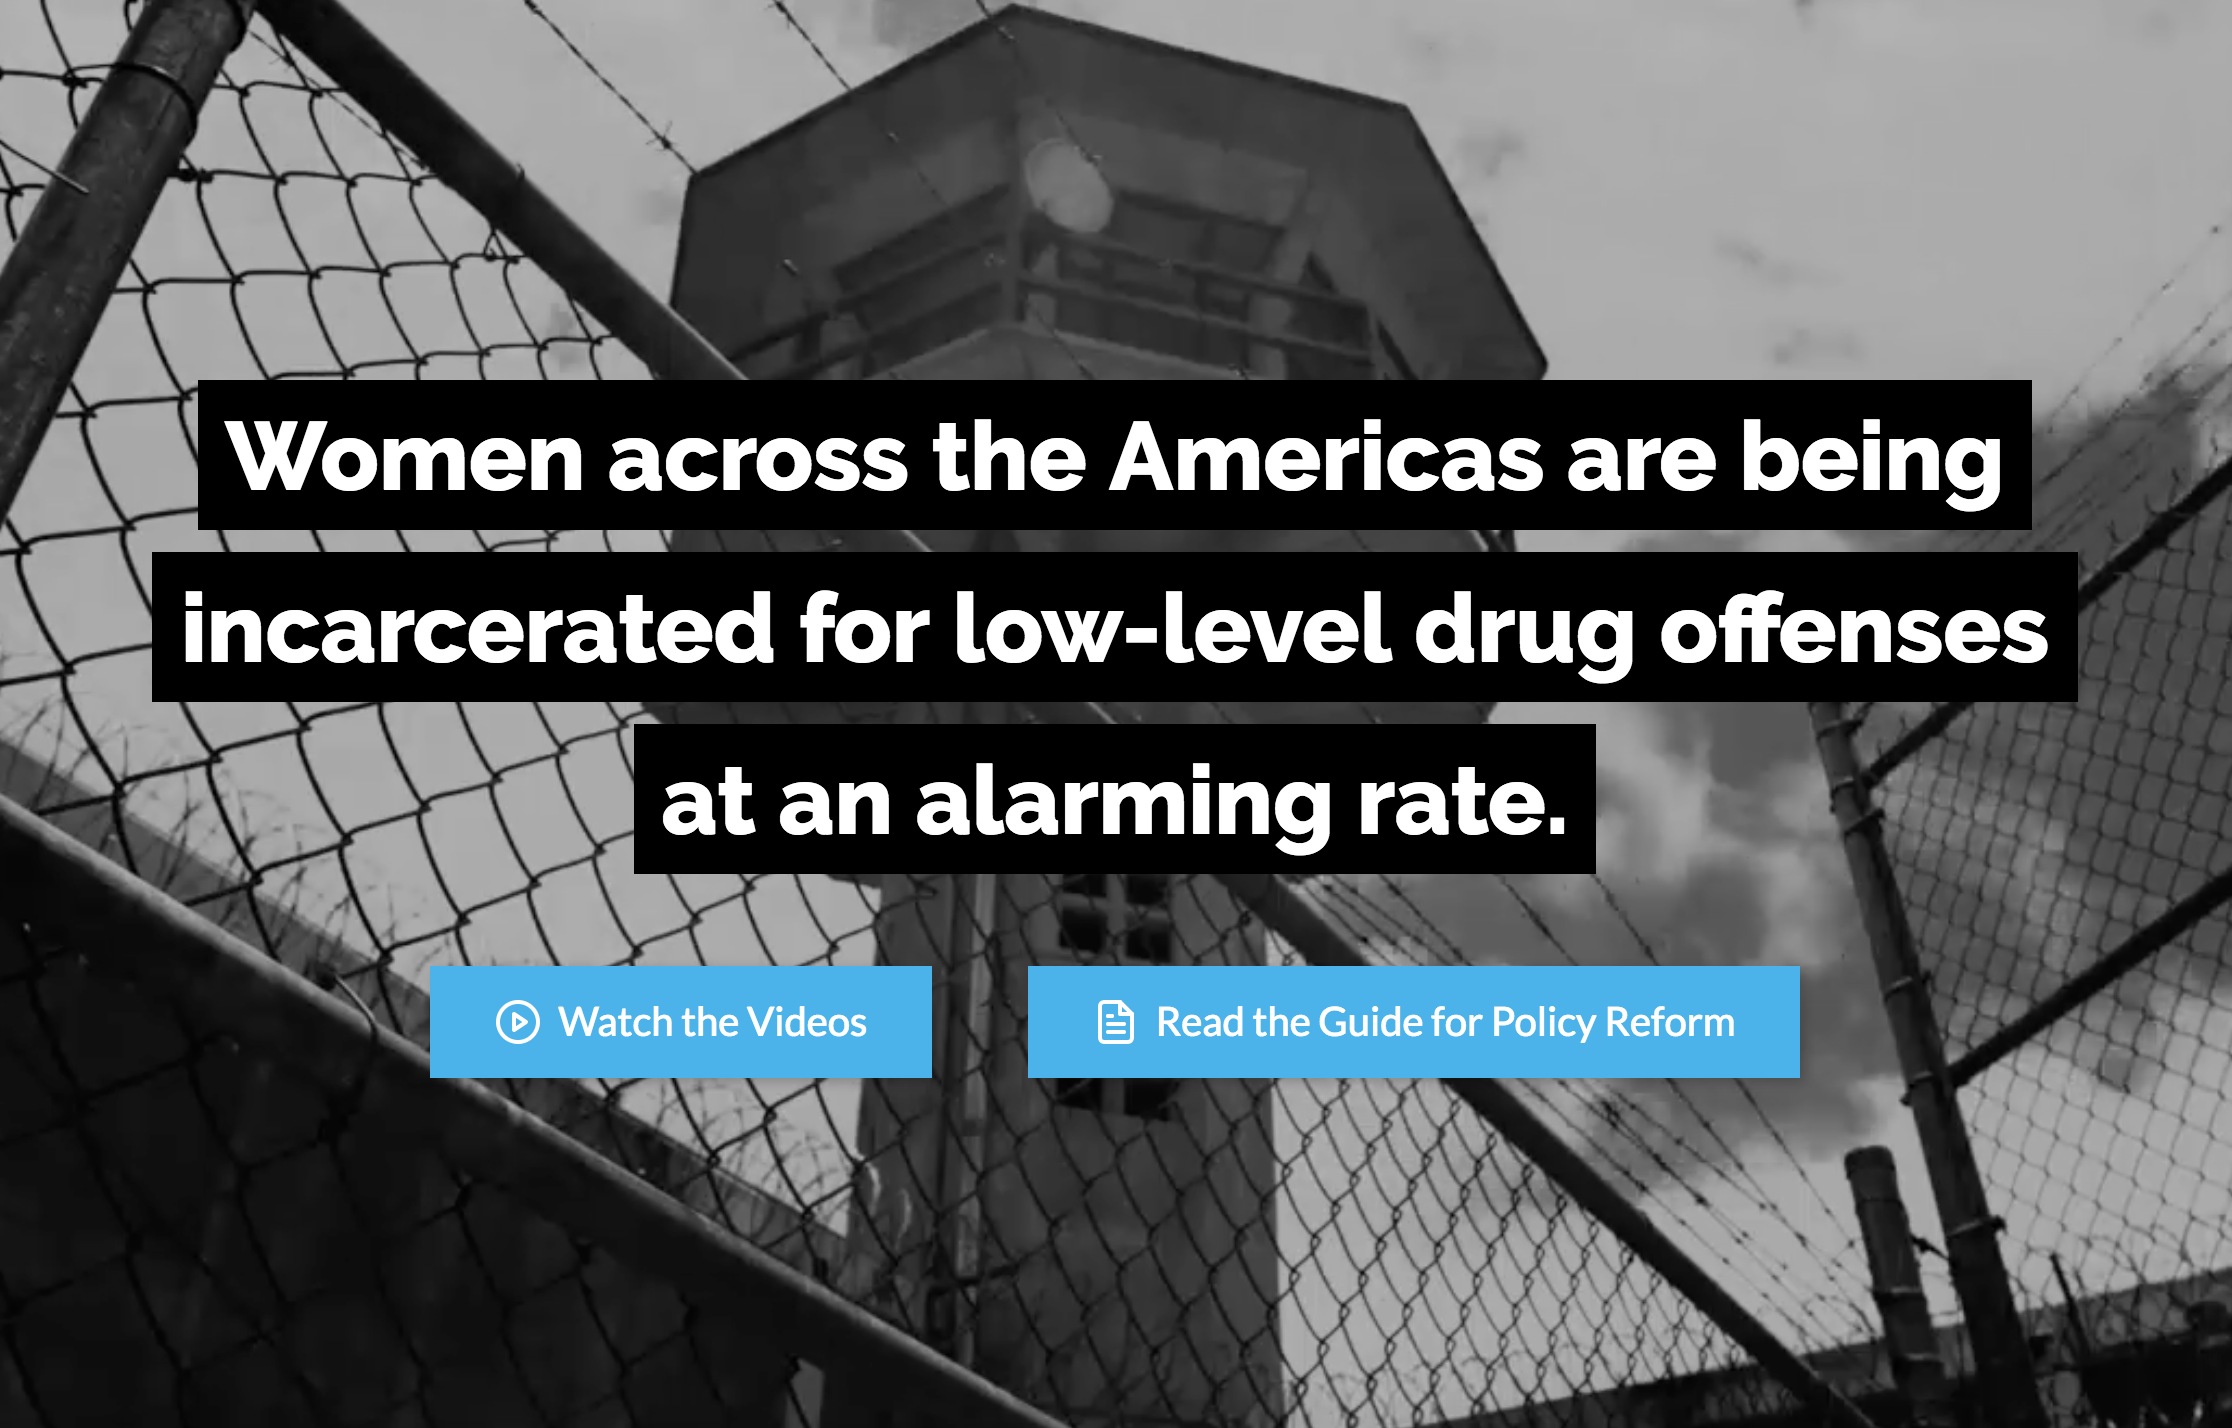 Women across the Americas are being
incarcerated for low-level drug offenses
at an alarming rate.
Watch the Videos
Read the Guide for Policy Reform